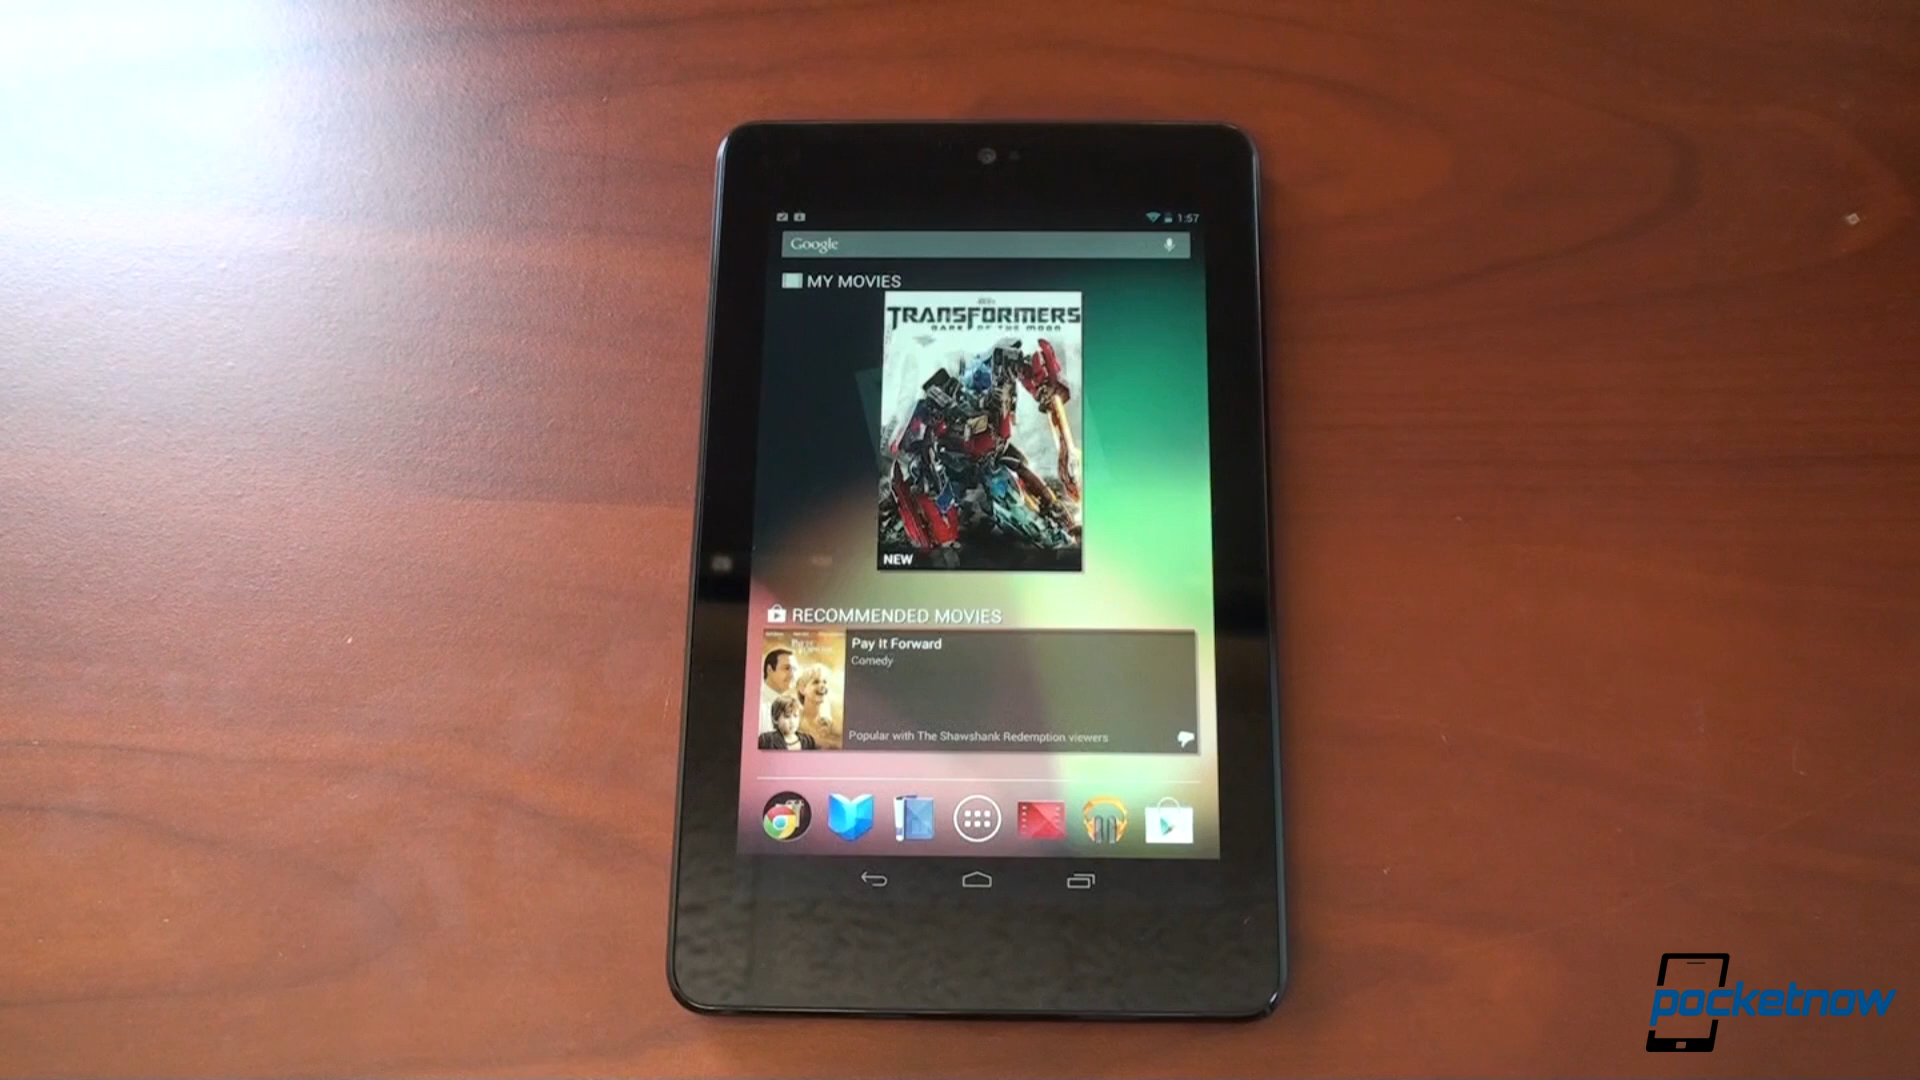 1:57
Google
MY MOVIES
TRANSFORMERS
DARK OF THE MOON
NEW
RECOMMENDED MOVIES
Pay It Forward
Comedy
Popular with The Shawshank Redemption viewers
pocketnow